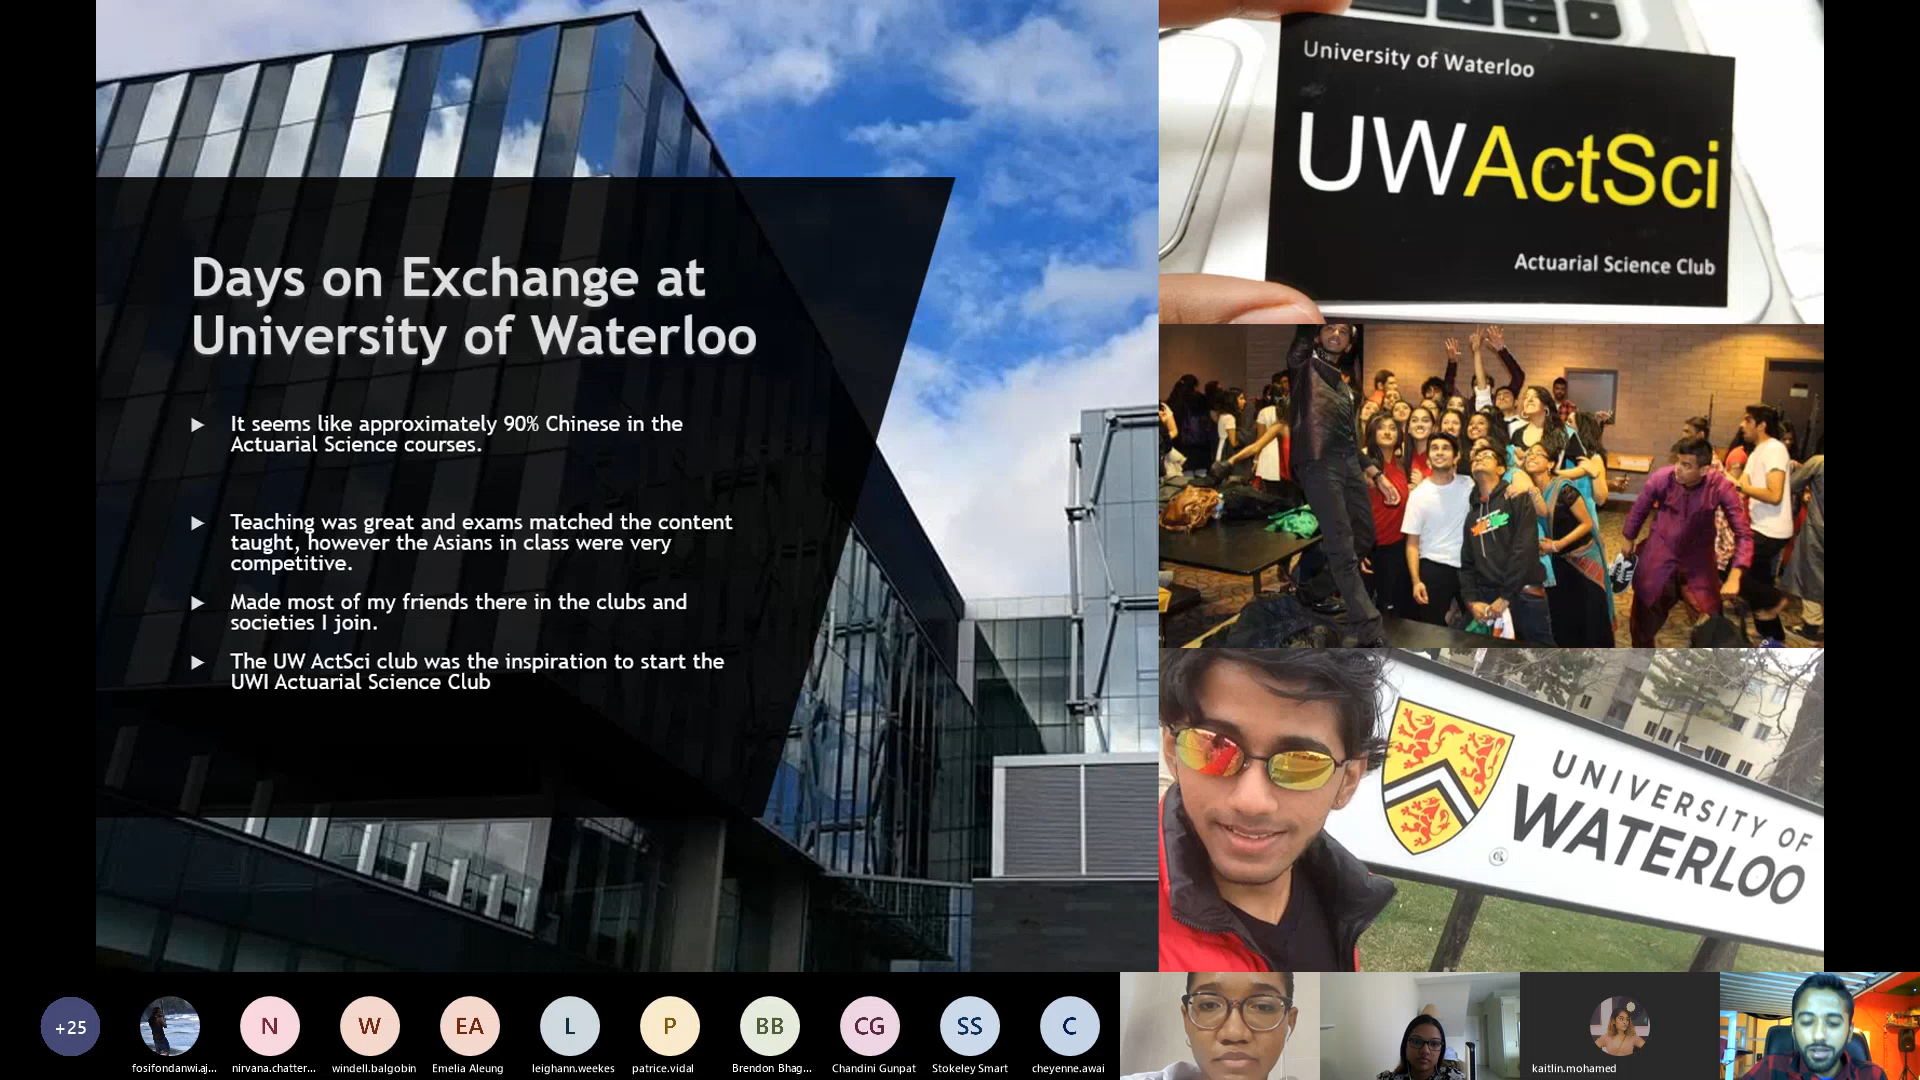 Days on Exchange at
University of Waterloo
It seems like approximately 90% Chinese in the
Actuarial Science courses.
Teaching was great and exams matched the content
taught, however the Asians in class were very
competitive.
Made most of my friends there in the clubs and
societies I join.
The UW ActSci club was the inspiration to start the
UWI Actuarial Science Club
University of Waterloo
UWActSci
Actuarial Science Club
UNIVERSITY OF
WATERLOO
+25
N
W
EA
L
P
BB
CG
SS
C
fosifondanwi.aj...
nirvana.chatter...
windell.balgobin
Emelia Aleung
leighann.weekes
patrice.vidal
Brendon Bhag...
Chandini Gunpat
Stokeley Smart
cheyenne.awai
kaitlin.mohamed